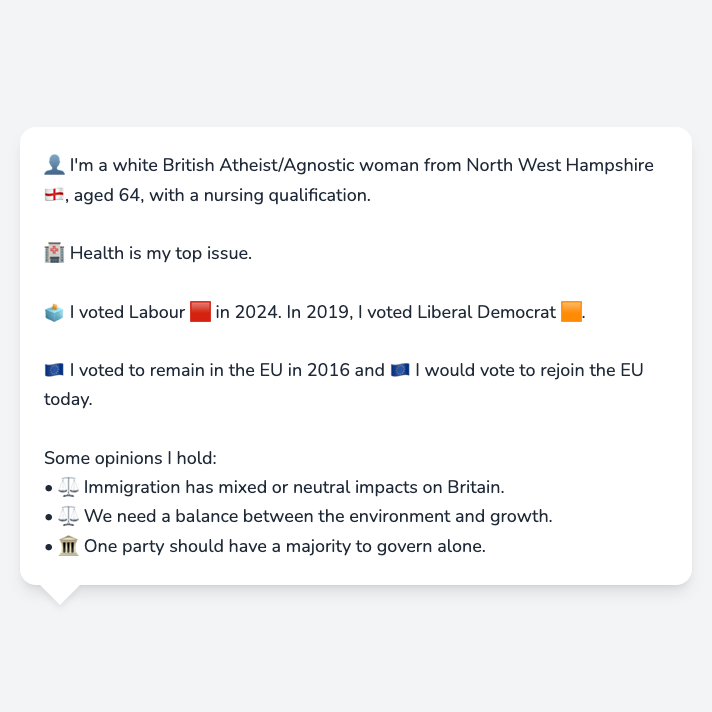 👤 I'm a white British Atheist/Agnostic woman from North West Hampshire
🏴󠁧󠁢󠁥󠁮󠁧󠁿, aged 64, with a nursing qualification.
🏥 Health is my top issue.
🗳️ I voted Labour 🟥 in 2024. In 2019, I voted Liberal Democrat 🟧.
🇪🇺 I voted to remain in the EU in 2016 and 🇪🇺 I would vote to rejoin the EU
today.
Some opinions I hold:
• ⚖️ Immigration has mixed or neutral impacts on Britain.
• ⚖️ We need a balance between the environment and growth.
• 🏛️ One party should have a majority to govern alone.